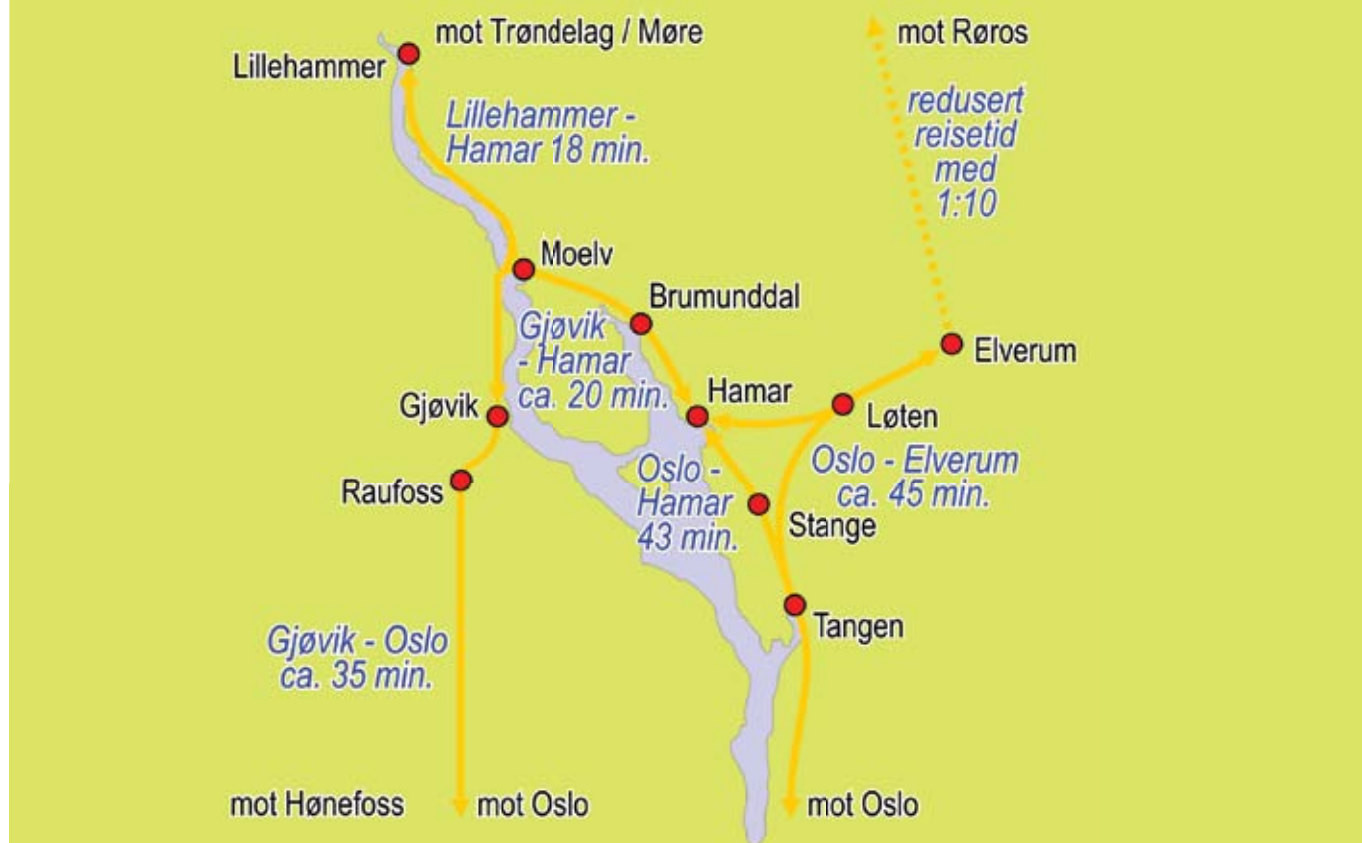 mot Trøndelag / Møre
mot Røros
Lillehammer
redusert
reisetid
med
1:10
Lillehammer -
Hamar 18 min.
Moelv
Brumunddal
Gjøvik
- Hamar
ca. 20 min.
Elverum
Hamar
Gjøvik
Løten
Oslo - Elverum
ca. 45 min.
Oslo -
Hamar
43 min.
Raufoss
Stange
Tangen
Gjøvik - Oslo
ca. 35 min.
mot Hønefoss
mot Oslo
mot Oslo